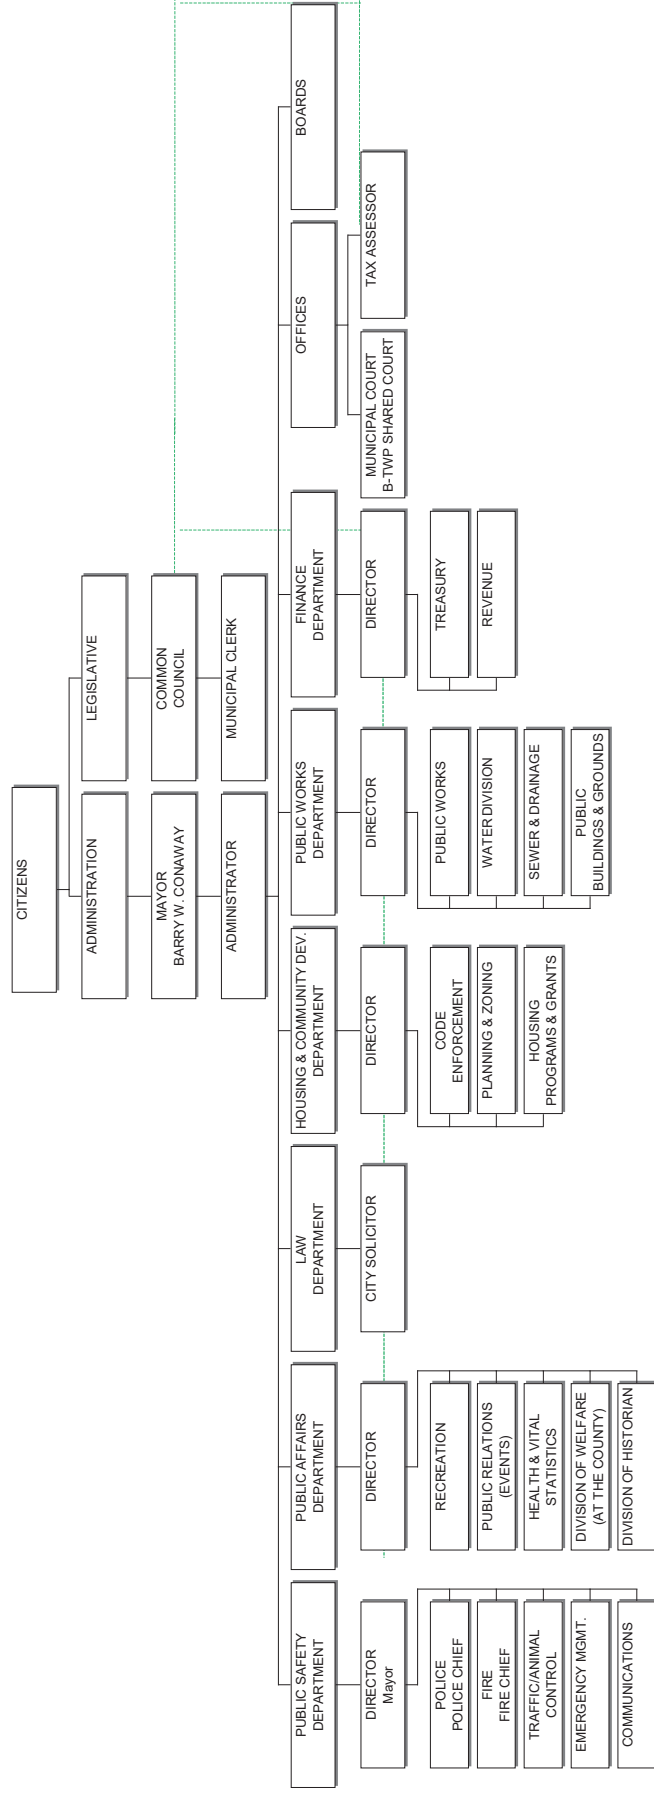 CITIZENS
ADMINISTRATION
LEGISLATIVE
MAYOR
BARRY W. CONAWAY
COMMON
COUNCIL
ADMINISTRATOR
MUNICIPAL CLERK
PUBLIC SAFETY
DEPARTMENT
PUBLIC AFFAIRS
DEPARTMENT
LAW
DEPARTMENT
HOUSING & COMMUNITY DEV.
DEPARTMENT
PUBLIC WORKS
DEPARTMENT
FINANCE
DEPARTMENT
OFFICES
BOARDS
DIRECTOR
Mayor
DIRECTOR
CITY SOLICITOR
DIRECTOR
DIRECTOR
DIRECTOR
MUNICIPAL COURT
B-TWP SHARED COURT
TAX ASSESSOR
POLICE
POLICE CHIEF
FIRE
FIRE CHIEF
TRAFFIC/ANIMAL
CONTROL
EMERGENCY MGMT.
COMMUNICATIONS
RECREATION
PUBLIC RELATIONS
(EVENTS)
HEALTH & VITAL
STATISTICS
DIVISION OF WELFARE
(AT THE COUNTY)
DIVISION OF HISTORIAN
CODE
ENFORCEMENT
PLANNING & ZONING
HOUSING
PROGRAMS & GRANTS
PUBLIC WORKS
WATER DIVISION
SEWER & DRAINAGE
PUBLIC
BUILDINGS & GROUNDS
TREASURY
REVENUE